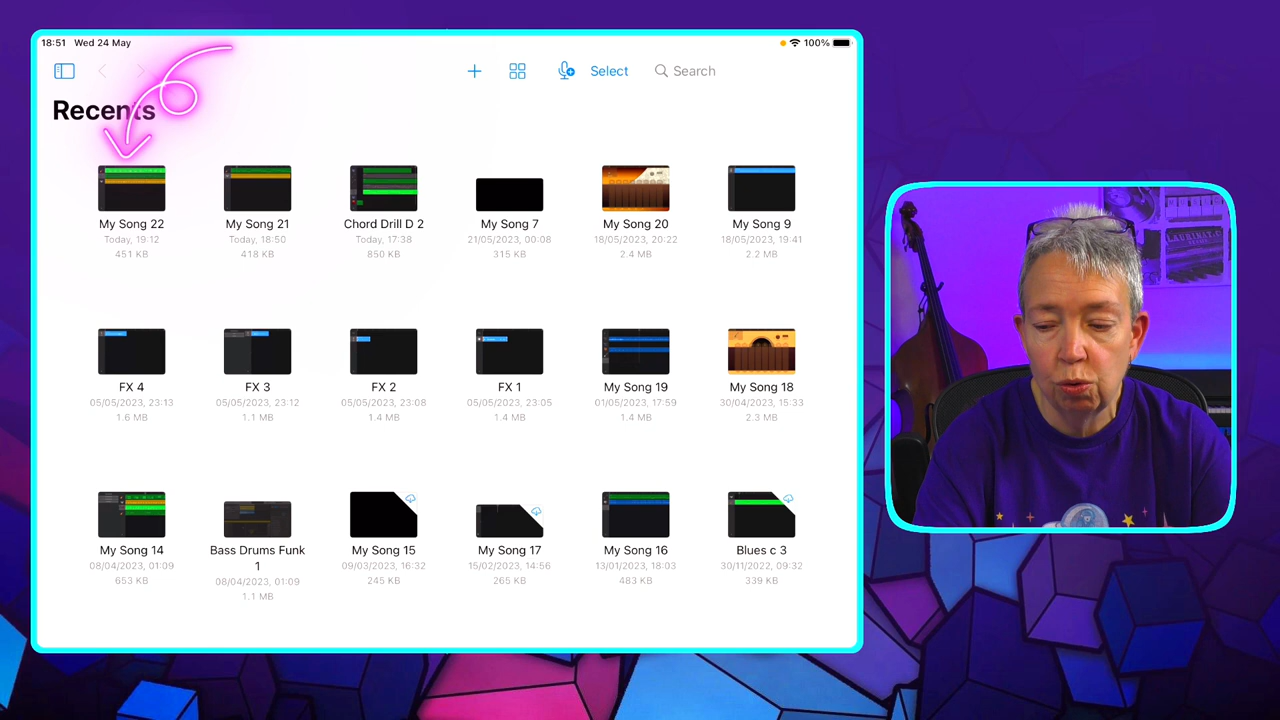 18:51 Wed 24 May
100%
Select
Search
Recents
My Song 22
Today, 19:12
451 KB
My Song 21
Today, 18:50
418 KB
Chord Drill D 2
Today, 17:38
850 KB
My Song 7
21/05/2023, 00:08
315 KB
My Song 20
18/05/2023, 20:22
2.4 MB
My Song 9
18/05/2023, 19:41
2.2 MB
FX 4
05/05/2023, 23:13
1.6 MB
FX 3
05/05/2023, 23:12
1.1 MB
FX 2
05/05/2023, 23:08
1.4 MB
FX 1
05/05/2023, 23:05
1.4 MB
My Song 19
01/05/2023, 17:59
1.4 MB
My Song 18
30/04/2023, 15:33
2.3 MB
My Song 14
08/04/2023, 01:09
653 KB
Bass Drums Funk
1
08/04/2023, 01:09
1.1 MB
My Song 15
09/03/2023, 16:32
245 KB
My Song 17
15/02/2023, 14:56
265 KB
My Song 16
13/01/2023, 18:03
483 KB
Blues c 3
30/11/2022, 09:32
339 KB